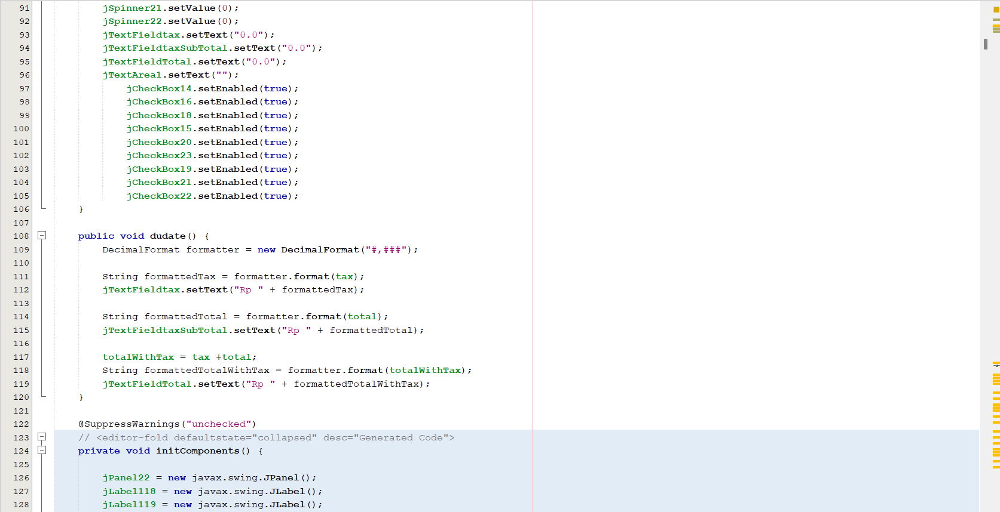 91 jSpinner21.setValue(0);
92 jSpinner22.setValue(0);
93 jTextFieldtax.setText("0.0");
94 jTextFieldtaxSubTotal.setText("0.0");
95 jTextFieldTotal.setText("0.0");
96 jTextArea1.setText("");
97 jCheckBox14.setEnabled(true);
98 jCheckBox16.setEnabled(true);
99 jCheckBox18.setEnabled(true);
100 jCheckBox15.setEnabled(true);
101 jCheckBox20.setEnabled(true);
102 jCheckBox23.setEnabled(true);
103 jCheckBox19.setEnabled(true);
104 jCheckBox21.setEnabled(true);
105 jCheckBox22.setEnabled(true);
106 }
107
108 public void dudate() {
109 DecimalFormat formatter = new DecimalFormat("#,###");
110
111 String formattedTax = formatter.format(tax);
112 jTextFieldtax.setText("Rp " + formattedTax);
113
114 String formattedTotal = formatter.format(total);
115 jTextFieldtaxSubTotal.setText("Rp " + formattedTotal);
116
117 totalWithTax = tax +total;
118 String formattedTotalWithTax = formatter.format(totalWithTax);
119 jTextFieldTotal.setText("Rp " + formattedTotalWithTax);
120 }
121
122 @SuppressWarnings("unchecked")
123 // <editor-fold defaultstate="collapsed" desc="Generated Code">
124 private void initComponents() {
125
126 jPanel22 = new javax.swing.JPanel();
127 jLabel118 = new javax.swing.JLabel();
128 jLabel119 = new javax.swing.JLabel();